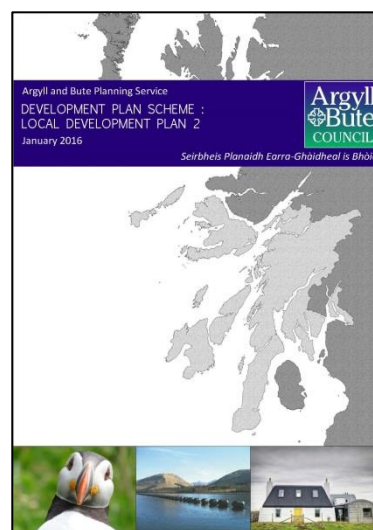 Argyll and Bute Planning Service
DEVELOPMENT PLAN SCHEME :
LOCAL DEVELOPMENT PLAN 2
January 2016
Argyll
Bute
COUNCIL
Seirbheis Planaidh Earra-Ghàidheal is Bhòid